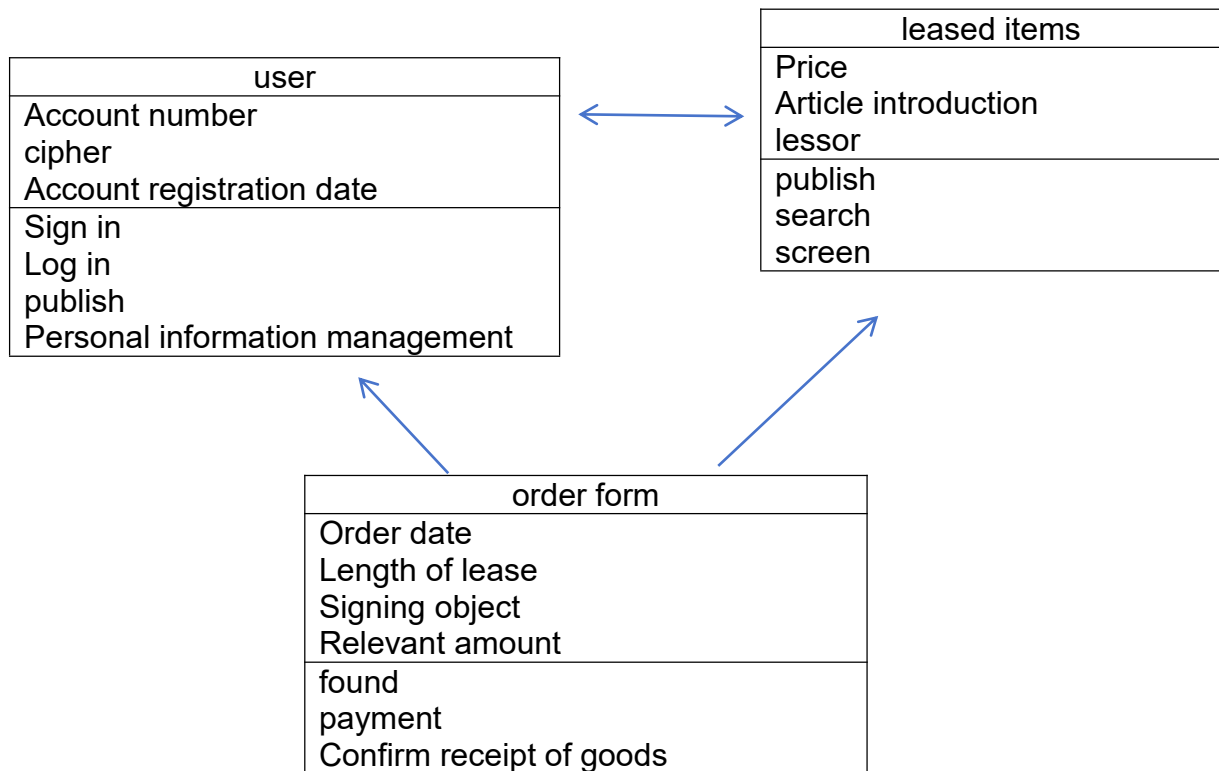 user
Account number
cipher
Account registration date
Sign in
Log in
publish
Personal information management
leased items
Price
Article introduction
lessor
publish
search
screen
order form
Order date
Length of lease
Signing object
Relevant amount
found
payment
Confirm receipt of goods